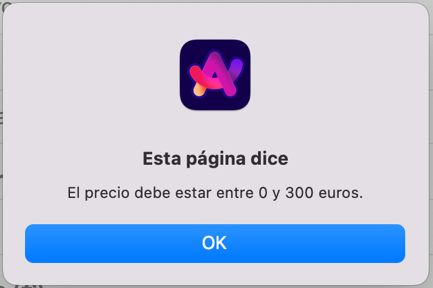 Esta página dice
El precio debe estar entre 0 y 300 euros.
OK